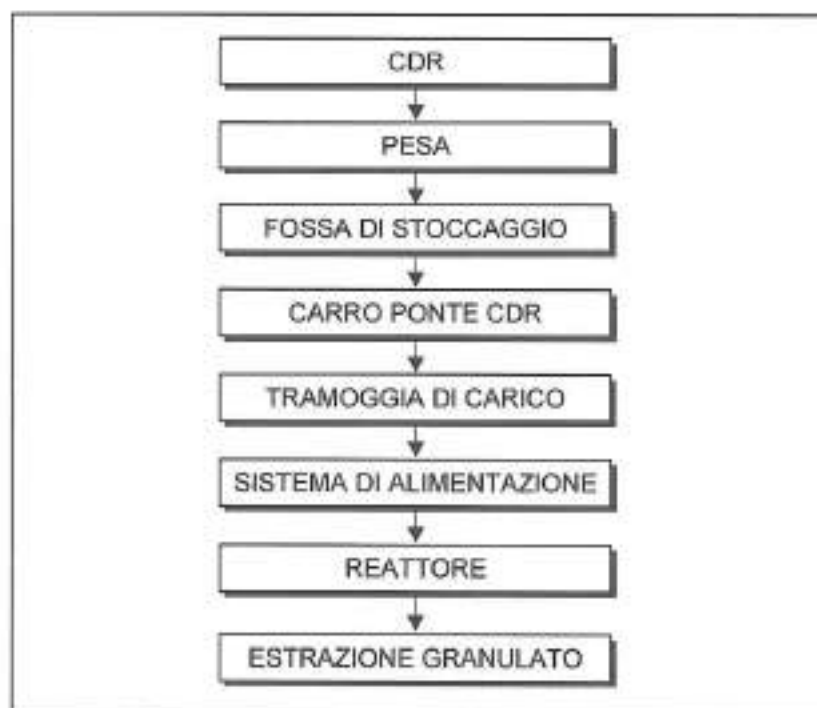 CDR
PESA
FOSSA DI STOCCAGGIO
CARRO PONTE CDR
TRAMOGGIA DI CARICO
SISTEMA DI ALIMENTAZIONE
REATTORE
ESTRAZIONE GRANULATO